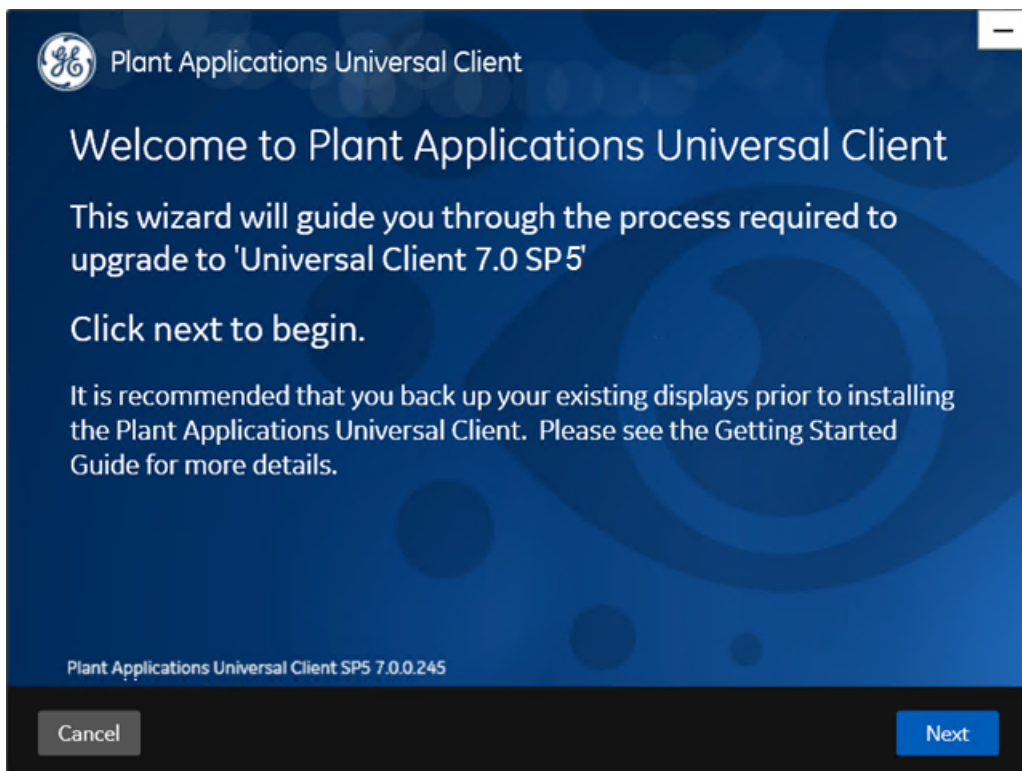 Plant Applications Universal Client
Welcome to Plant Applications Universal Client
This wizard will guide you through the process required to
upgrade to 'Universal Client 7.0 SP5'
Click next to begin.
It is recommended that you back up your existing displays prior to installing
the Plant Applications Universal Client. Please see the Getting Started
Guide for more details.
Plant Applications Universal Client SP5 7.0.0.245
Cancel
Next